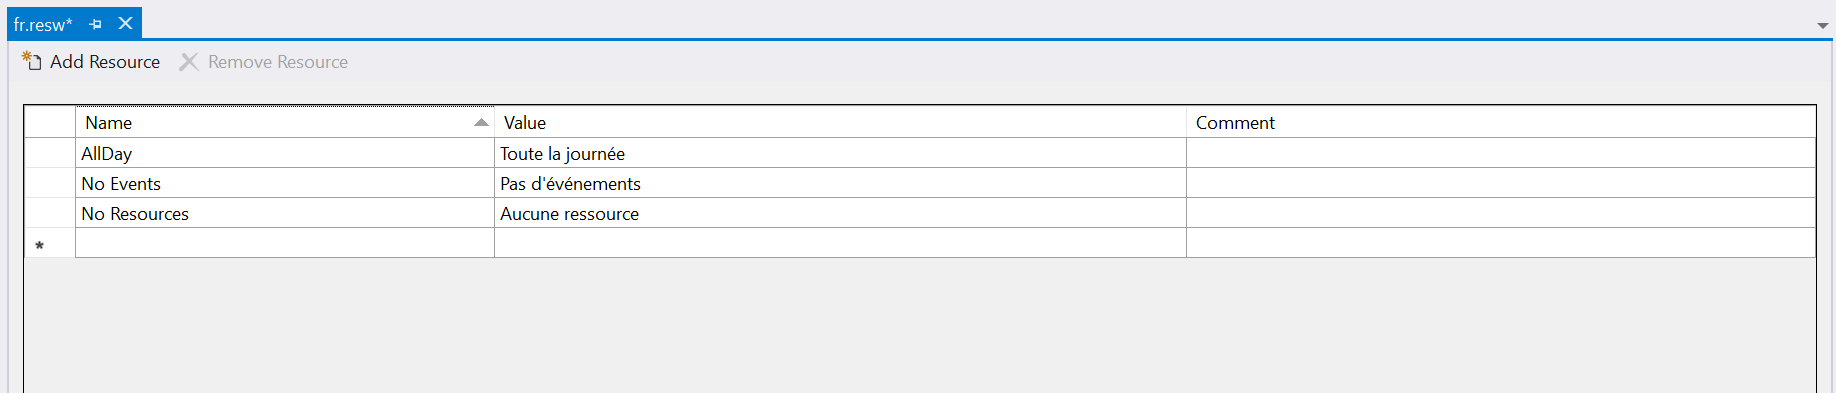 fr.resw*
Add Resource Remove Resource
Name Value Comment
AllDay Toute la journée
No Events Pas d'événements
No Resources Aucune ressource
*